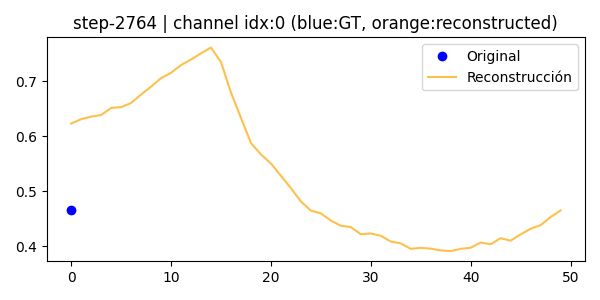 step-2764 | channel idx:0 (blue:GT, orange:reconstructed)
Original
Reconstrucción
0.7
0.6
0.5
0.4
0 10 20 30 40 50